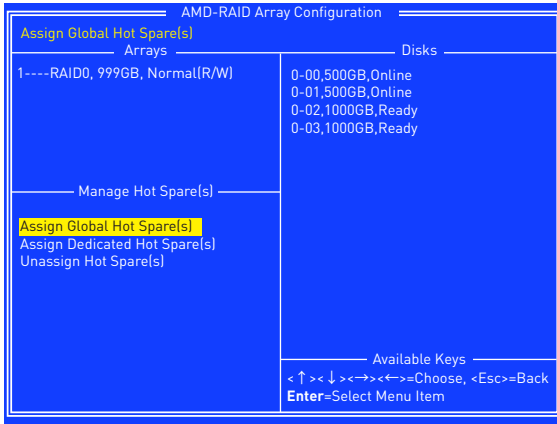 AMD-RAID Array Configuration
Assign Global Hot Spare(s)
Arrays
1----RAID0, 999GB, Normal(R/W)
Disks
0-00,500GB,Online
0-01,500GB,Online
0-02,1000GB,Ready
0-03,1000GB,Ready
Manage Hot Spare(s)
Assign Global Hot Spare(s)
Assign Dedicated Hot Spare(s)
Unassign Hot Spare(s)
Available Keys
<↑><↓><→><←>=Choose, <Esc>=Back
Enter=Select Menu Item